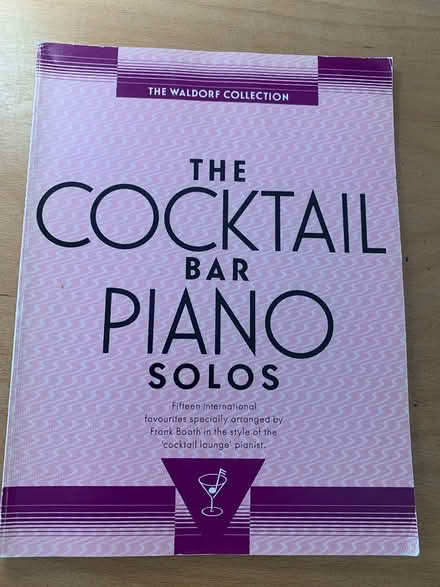 THE WALDORF COLLECTION
THE
COCKTAIL
BAR
PIANO
SOLOS
Fifteen international
favourites specially arranged by
Frank Booth in the style of the
'cocktail lounge' pianist.